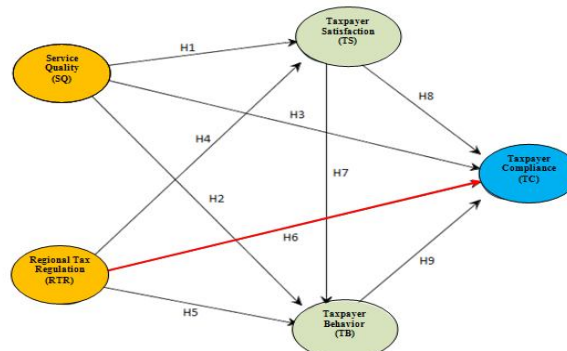 Taxpayer
Satisfaction
(TS)
H1
Service
Quality
(SQ)
H8
H3
H4
Taxpayer
Compliance
(TC)
H7
H2
H6
Regional Tax
Regulation
(RTR)
H9
H5
Taxpayer
Behavior
(TB)